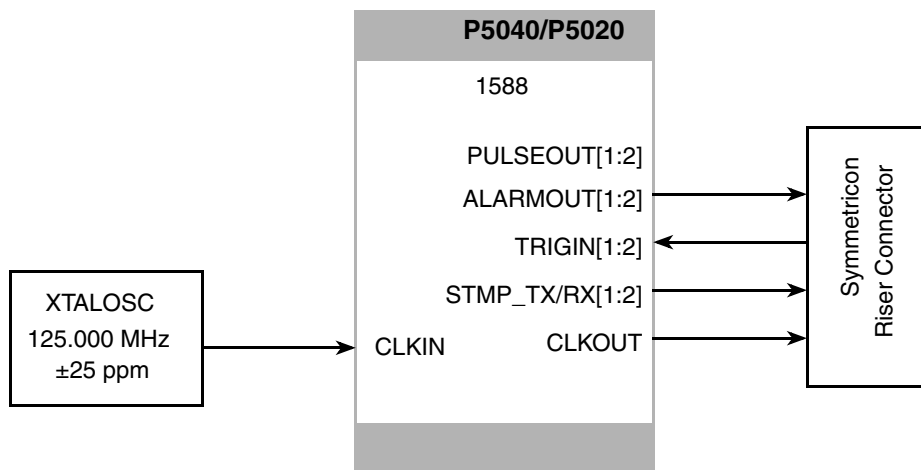 P5040/P5020
1588
PULSEOUT[1:2]
ALARMOUT[1:2]
TRIGIN[1:2]
STMP_TX/RX[1:2]
CLKIN
CLKOUT
XTALOSC
125.000 MHz
±25 ppm
Symmetricon
Riser Connector